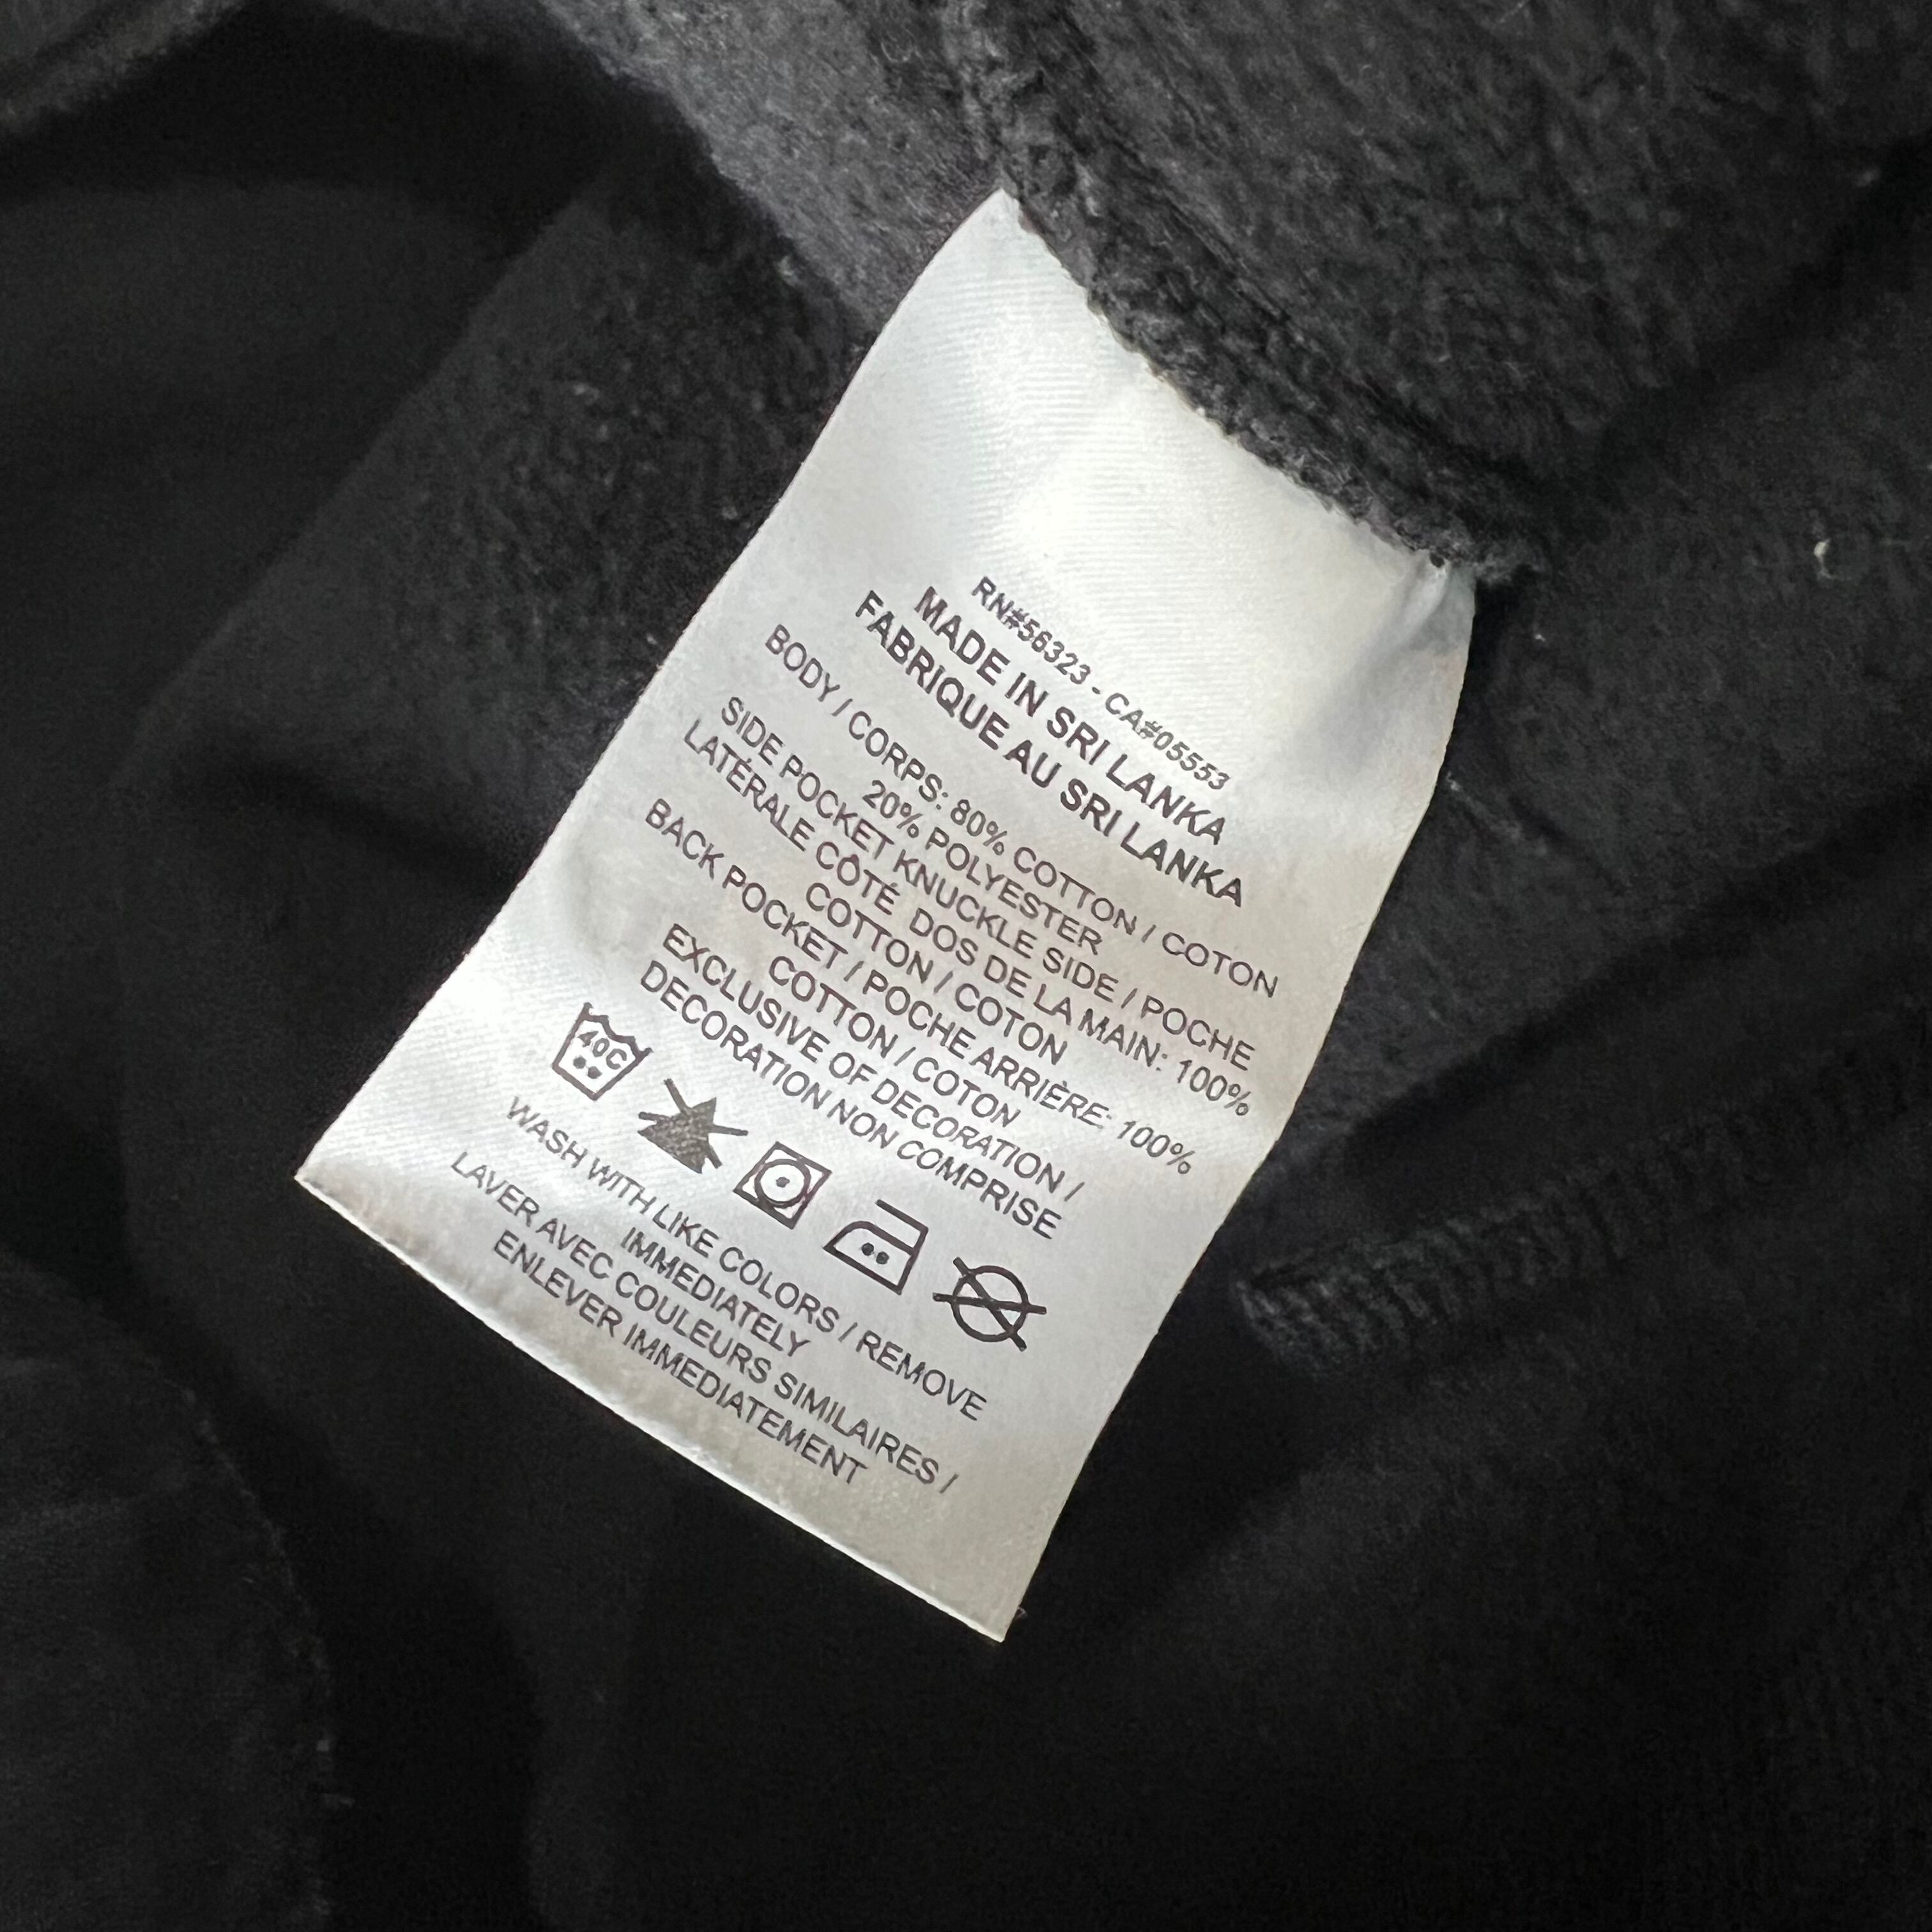 RN#56323 - CA#05553
MADE IN SRI LANKA
FABRIQUE AU SRI LANKA
BODY / CORPS: 80% COTTON / COTON
20% POLYESTER
SIDE POCKET KNUCKLE SIDE / POCHE
LATÉRALE CÔTÉ DOS DE LA MAIN: 100%
COTTON / COTON
BACK POCKET / POCHE ARRIÈRE: 100%
COTTON / COTON
EXCLUSIVE OF DECORATION /
DECORATION NON COMPRISE
40C
WASH WITH LIKE COLORS / REMOVE
IMMEDIATELY
LAVER AVEC COULEURS SIMILAIRES /
ENLEVER IMMEDIATEMENT